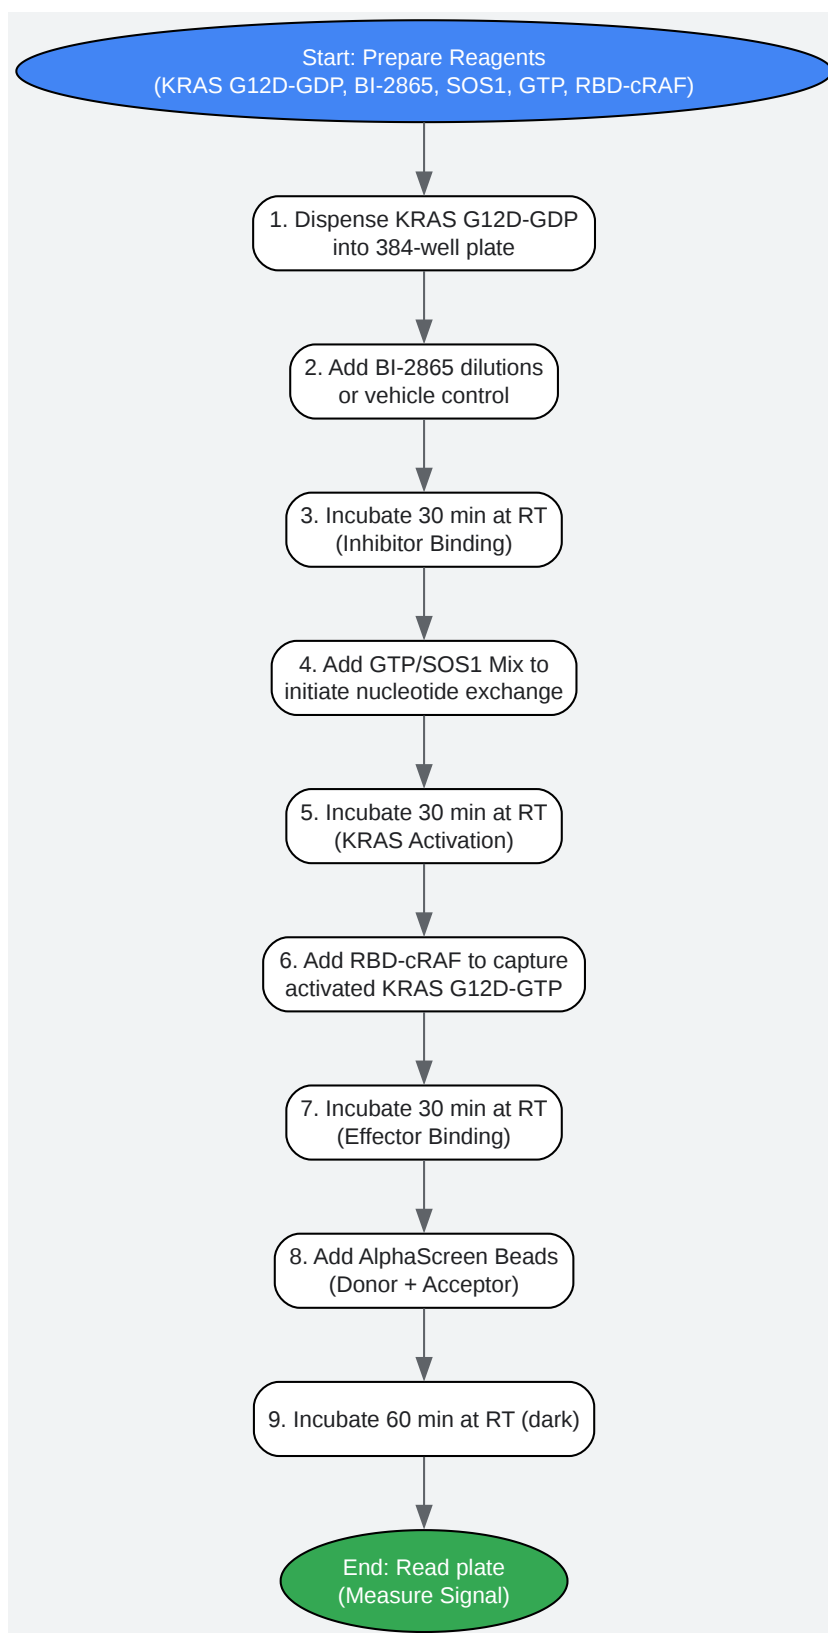 Start: Prepare Reagents
(KRAS G12D-GDP, BI-2865, SOS1, GTP, RBD-cRAF)
1. Dispense KRAS G12D-GDP
into 384-well plate
2. Add BI-2865 dilutions
or vehicle control
3. Incubate 30 min at RT
(Inhibitor Binding)
4. Add GTP/SOS1 Mix to
initiate nucleotide exchange
5. Incubate 30 min at RT
(KRAS Activation)
6. Add RBD-cRAF to capture
activated KRAS G12D-GTP
7. Incubate 30 min at RT
(Effector Binding)
8. Add AlphaScreen Beads
(Donor + Acceptor)
9. Incubate 60 min at RT (dark)
End: Read plate
(Measure Signal)